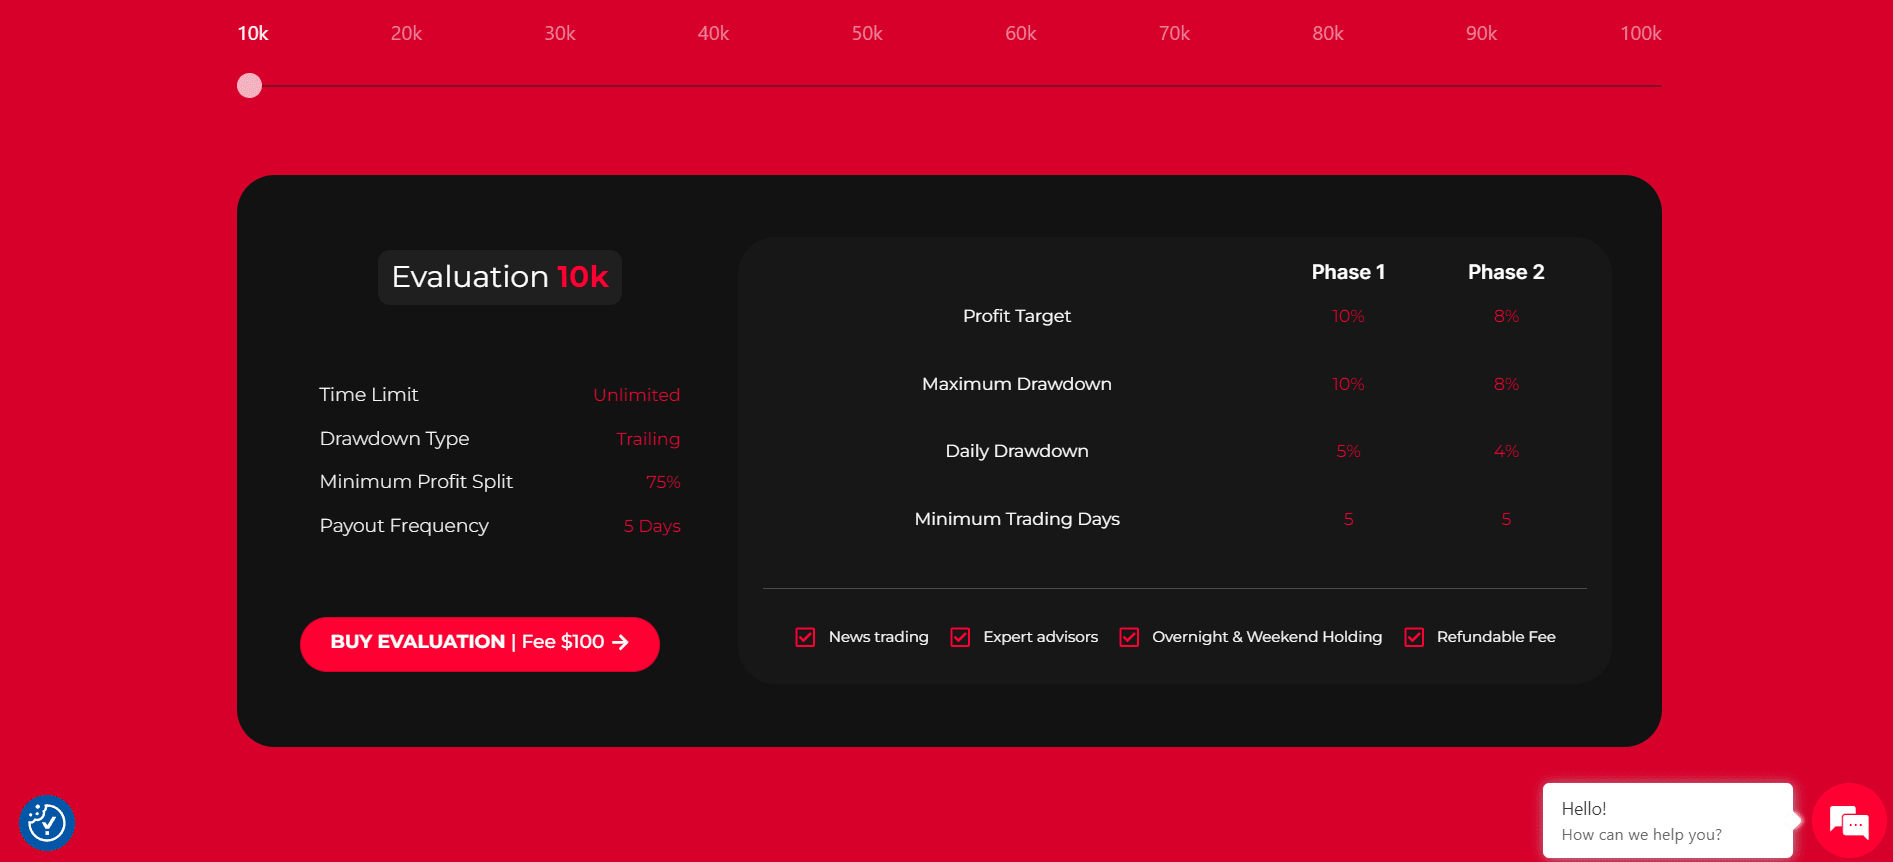 10k 20k 30k 40k 50k 60k 70k 80k 90k 100k
Evaluation 10k
Time Limit Unlimited
Drawdown Type Trailing
Minimum Profit Split 75%
Payout Frequency 5 Days
BUY EVALUATION | Fee $100 →
Phase 1 Phase 2
Profit Target 10% 8%
Maximum Drawdown 10% 8%
Daily Drawdown 5% 4%
Minimum Trading Days 5 5
News trading Expert advisors Overnight & Weekend Holding Refundable Fee
Hello!
How can we help you?